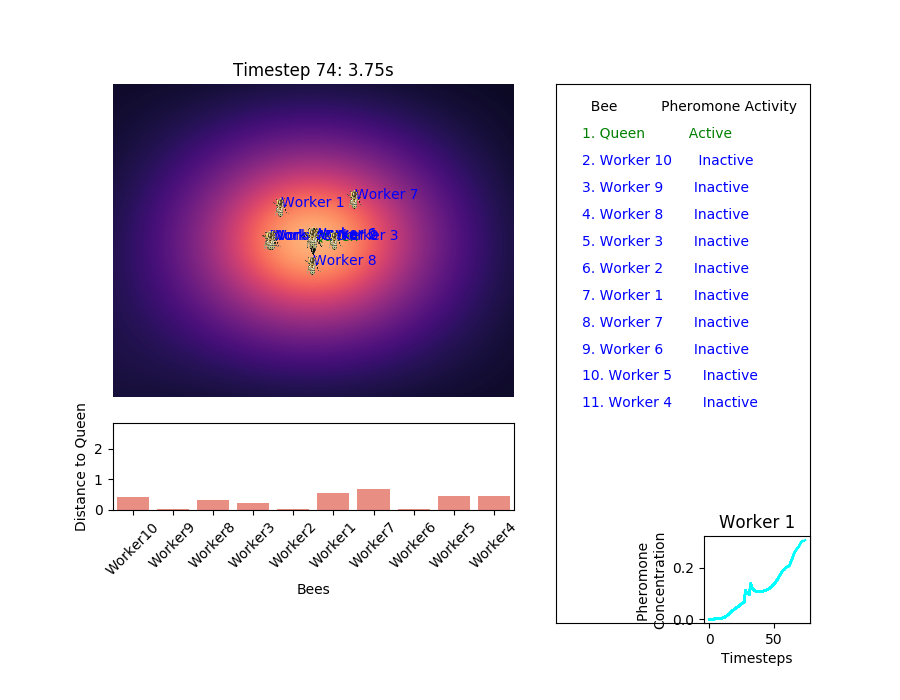 Timestep 74: 3.75s
Worker 7
Worker 1
Worker 8
Distance to Queen
2
1
0
Worker10
Worker9
Worker8
Worker3
Worker2
Worker1
Worker7
Worker6
Worker5
Worker4
Bees
Bee Pheromone Activity
1. Queen Active
2. Worker 10 Inactive
3. Worker 9 Inactive
4. Worker 8 Inactive
5. Worker 3 Inactive
6. Worker 2 Inactive
7. Worker 1 Inactive
8. Worker 7 Inactive
9. Worker 6 Inactive
10. Worker 5 Inactive
11. Worker 4 Inactive
Worker 1
Pheromone
Concentration
0.2
0.0
0 50
Timesteps